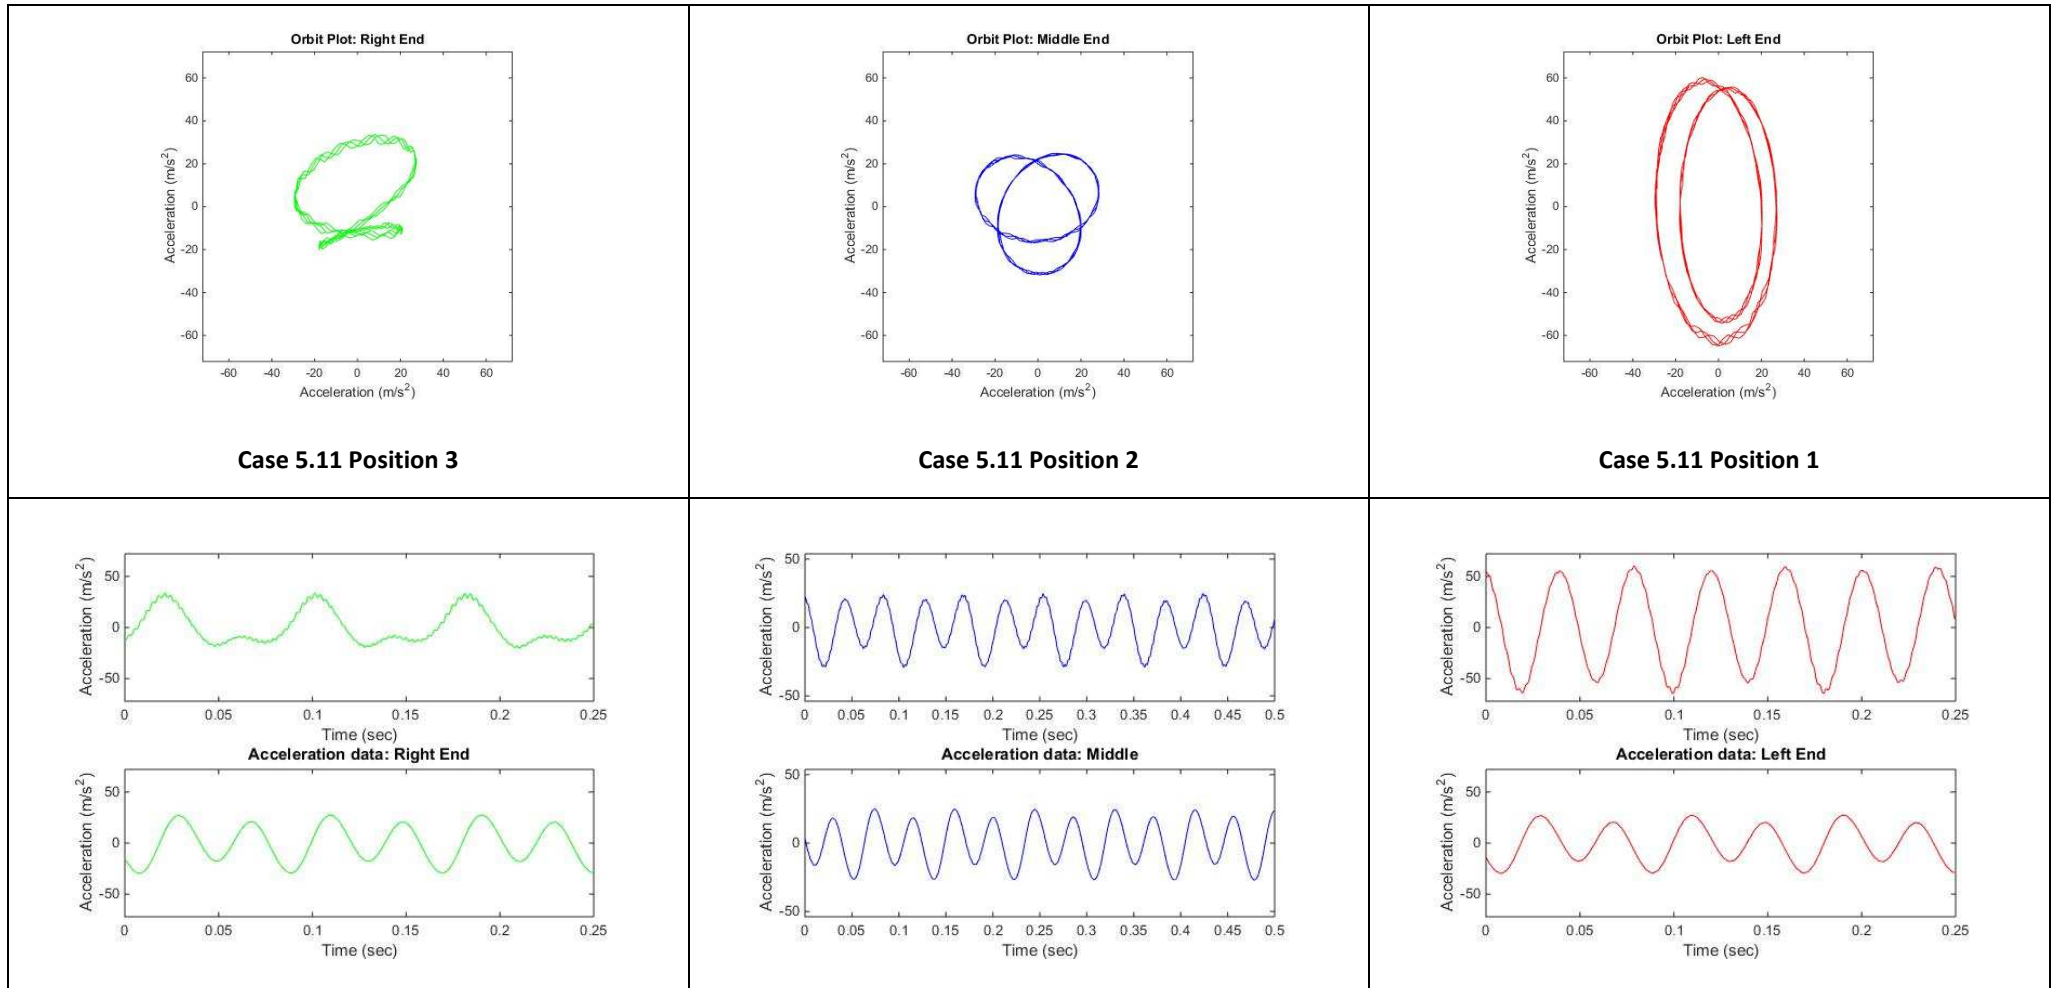 Orbit Plot: Right End
60
40
20
0
-20
-40
-60
Acceleration (m/s²)
-60 -40 -20 0 20 40 60
Acceleration (m/s²)
Case 5.11 Position 3
Orbit Plot: Middle End
60
40
20
0
-20
-40
-60
Acceleration (m/s²)
-60 -40 -20 0 20 40 60
Acceleration (m/s²)
Case 5.11 Position 2
Orbit Plot: Left End
60
40
20
0
-20
-40
-60
Acceleration (m/s²)
-60 -40 -20 0 20 40 60
Acceleration (m/s²)
Case 5.11 Position 1
50
0
-50
Acceleration (m/s²)
0 0.05 0.1 0.15 0.2 0.25
Time (sec)
Acceleration data: Right End
50
0
-50
Acceleration (m/s²)
0 0.05 0.1 0.15 0.2 0.25
Time (sec)
50
0
-50
Acceleration (m/s²)
0 0.05 0.1 0.15 0.2 0.25 0.3 0.35 0.4 0.45 0.5
Time (sec)
Acceleration data: Middle
50
0
-50
Acceleration (m/s²)
0 0.05 0.1 0.15 0.2 0.25 0.3 0.35 0.4 0.45 0.5
Time (sec)
50
0
-50
Acceleration (m/s²)
0 0.05 0.1 0.15 0.2 0.25
Time (sec)
Acceleration data: Left End
50
0
-50
Acceleration (m/s²)
0 0.05 0.1 0.15 0.2 0.25
Time (sec)